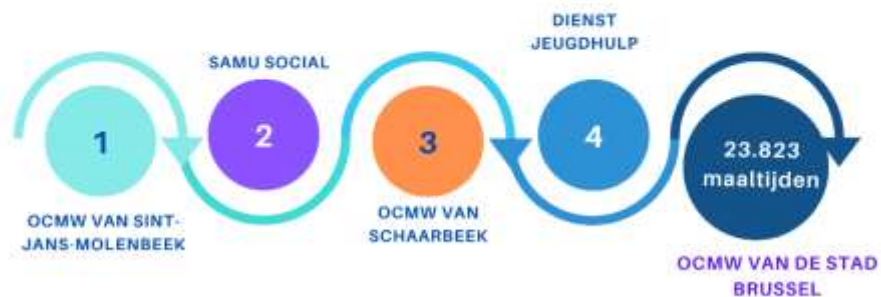 1
OCMW VAN SINT-
JANS-MOLENBEEK
SAMU SOCIAL
2
3
OCMW VAN
SCHAARBEEK
DIENST
JEUGDHULP
4
23.823
maaltijden
OCMW VAN DE STAD
BRUSSEL